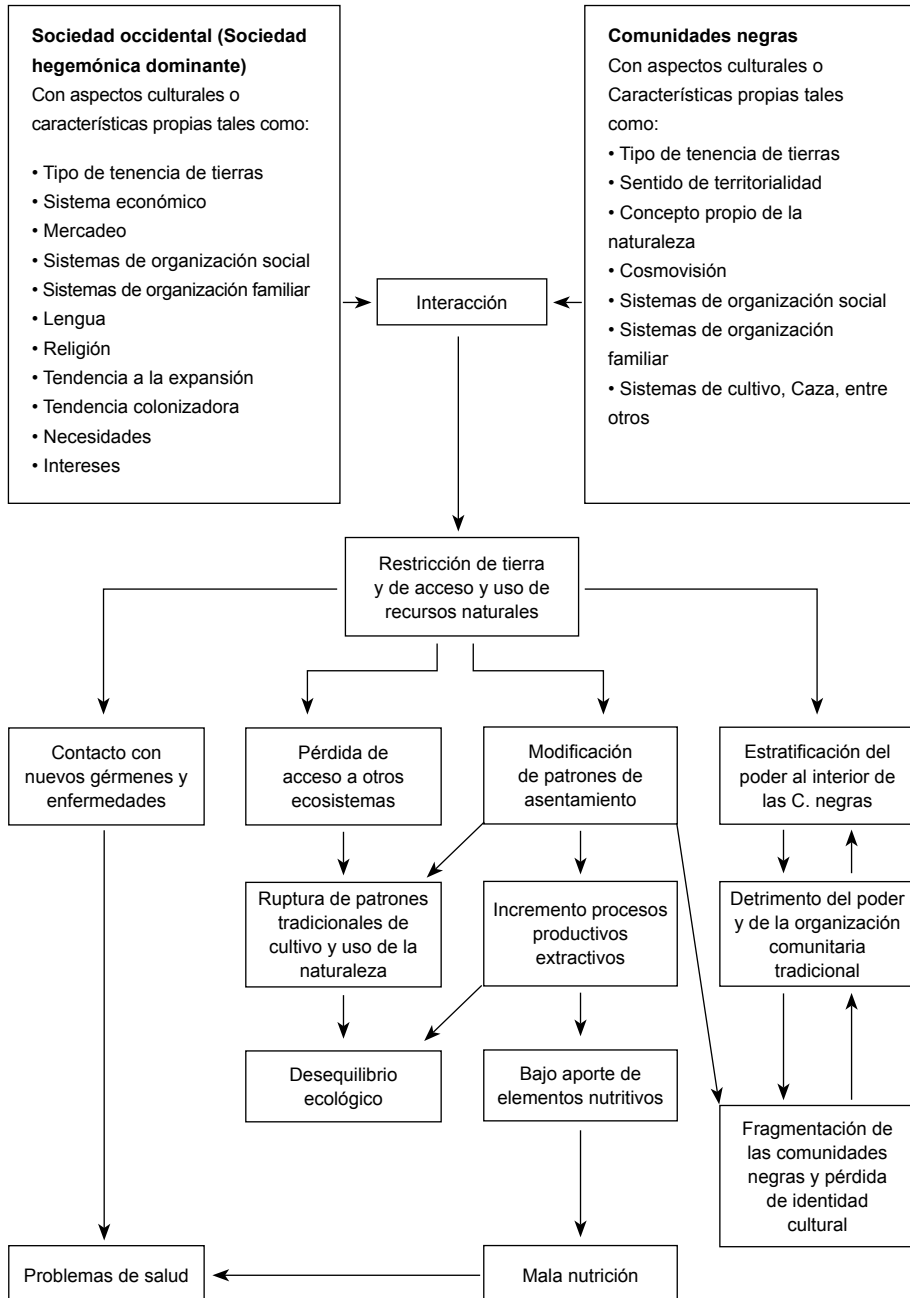 Sociedad occidental (Sociedad
hegemónica dominante)
Con aspectos culturales o
características propias tales como:
• Tipo de tenencia de tierras
• Sistema económico
• Mercadeo
• Sistemas de organización social
• Sistemas de organización familiar
• Lengua
• Religión
• Tendencia a la expansión
• Tendencia colonizadora
• Necesidades
• Intereses
Interacción
Comunidades negras
Con aspectos culturales o
Características propias tales
como:
• Tipo de tenencia de tierras
• Sentido de territorialidad
• Concepto propio de la
naturaleza
• Cosmovisión
• Sistemas de organización social
• Sistemas de organización
familiar
• Sistemas de cultivo, Caza, entre
otros
Restricción de tierra
y de acceso y uso de
recursos naturales
Contacto con
nuevos gérmenes y
enfermedades
Pérdida de
acceso a otros
ecosistemas
Modificación
de patrones de
asentamiento
Estratificación del
poder al interior de
las C. negras
Ruptura de patrones
tradicionales de
cultivo y uso de la
naturaleza
Incremento procesos
productivos
extractivos
Detrimento del poder
y de la organización
comunitaria
tradicional
Desequilibrio
ecológico
Bajo aporte de
elementos nutritivos
Fragmentación de
las comunidades
negras y pérdida
de identidad
cultural
Problemas de salud
Mala nutrición